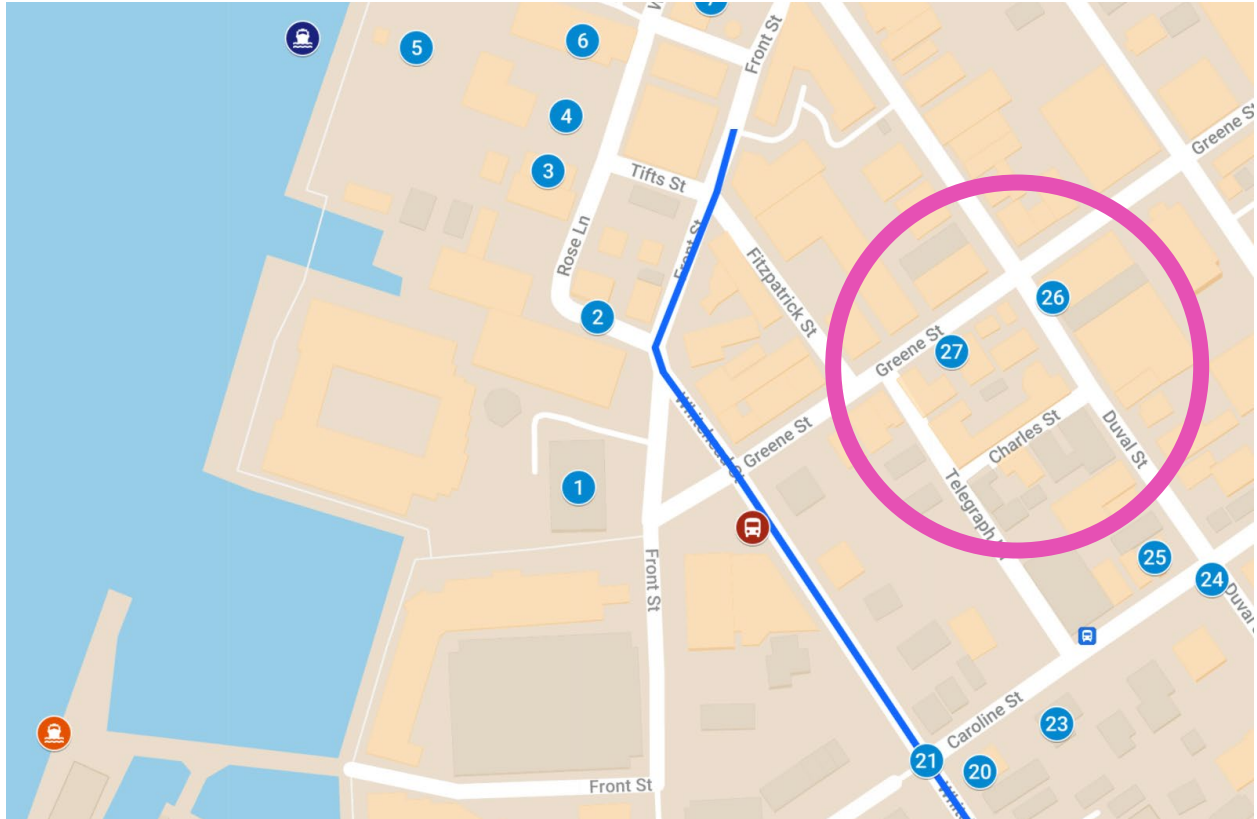 7
Front St
5
6
4
Greene St
3
Tifts St
Rose Ln
Front St
Fitzpatrick St
26
2
Greene St
27
Whitehead St
Greene St
Charles St
Duval St
1
Telegraph
25
Front St
24
Duval
23
Caroline St
21
20
Front St